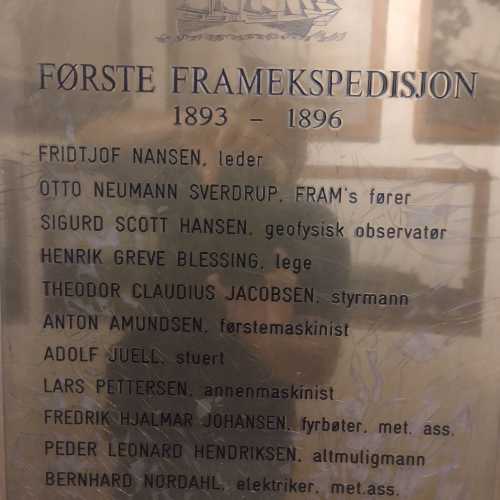 FØRSTE FRAMEKSPEDISJON
1893 - 1896
FRIDTJOF NANSEN, leder
OTTO NEUMANN SVERDRUP, FRAM's fører
SIGURD SCOTT HANSEN, geofysisk observatør
HENRIK GREVE BLESSING, lege
THEODOR CLAUDIUS JACOBSEN, styrmann
ANTON AMUNDSEN, førstemaskinist
ADOLF JUELL, stuert
LARS PETTERSEN, annenmaskinist
FREDRIK HJALMAR JOHANSEN, fyrbøter, met. ass.
PEDER LEONARD HENDRIKSEN, altmuligmann
BERNHARD NORDAHL, elektriker, met.ass.